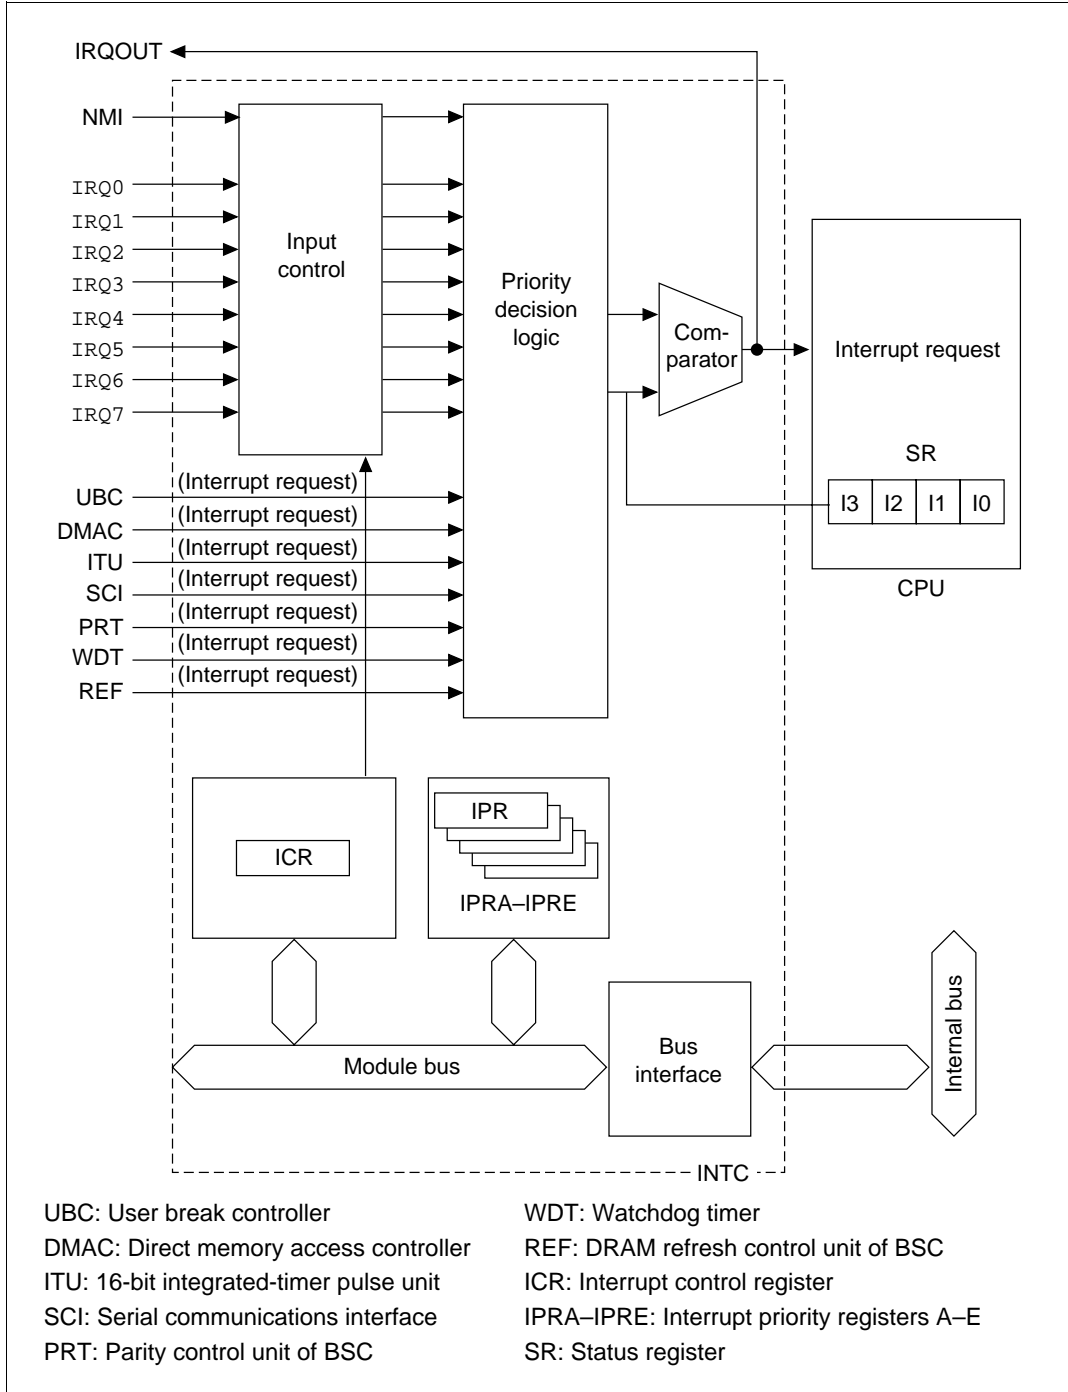 IRQOUT
NMI
IRQ0
IRQ1
IRQ2
IRQ3
IRQ4
IRQ5
IRQ6
IRQ7
Input
control
Priority
decision
logic
Com-
parator
Interrupt request
SR
I3 I2 I1 I0
CPU
UBC (Interrupt request)
DMAC (Interrupt request)
ITU (Interrupt request)
SCI (Interrupt request)
PRT (Interrupt request)
WDT (Interrupt request)
REF (Interrupt request)
ICR
IPR
IPRA–IPRE
Module bus
Bus
interface
Internal bus
INTC
UBC: User break controller
DMAC: Direct memory access controller
ITU: 16-bit integrated-timer pulse unit
SCI: Serial communications interface
PRT: Parity control unit of BSC
WDT: Watchdog timer
REF: DRAM refresh control unit of BSC
ICR: Interrupt control register
IPRA–IPRE: Interrupt priority registers A–E
SR: Status register